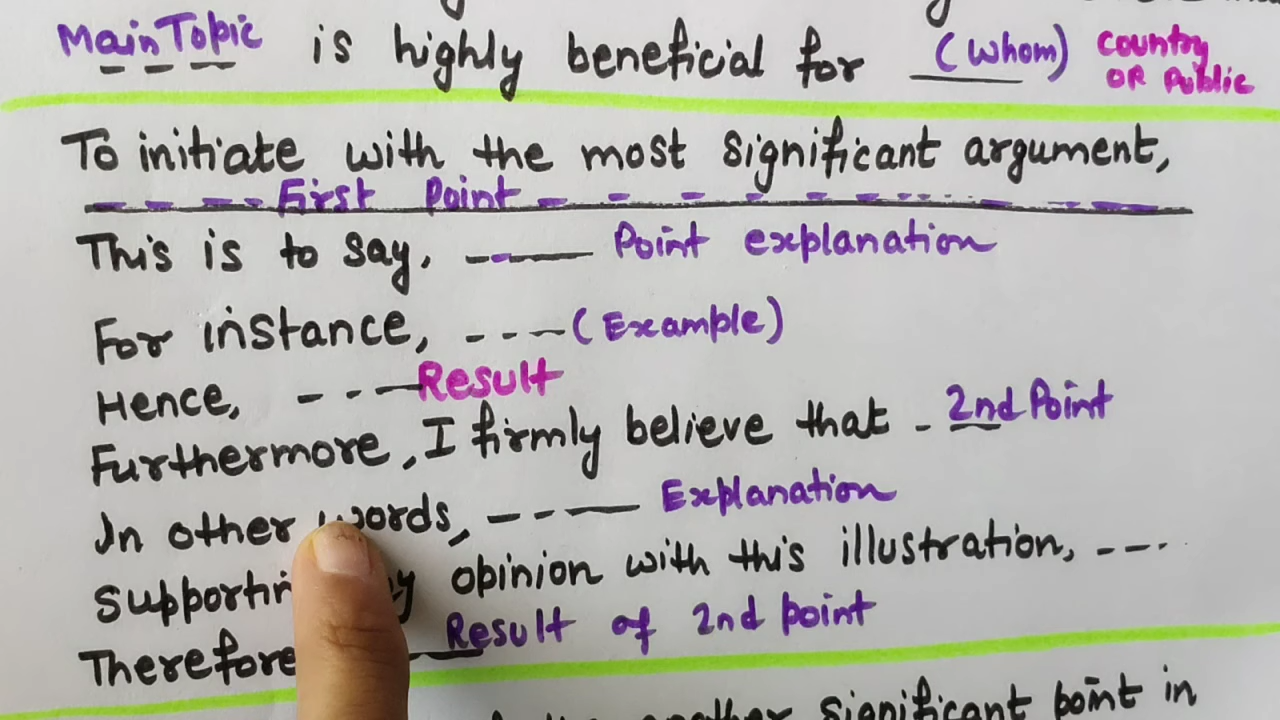 Main Topic is highly beneficial for (whom) country OR Public
To initiate with the most significant argument,
First Point
This is to say, Point explanation
For instance, --- (Example)
Hence, --- Result
Furthermore, I firmly believe that - 2nd Point
In other words, ---- Explanation
opinion with this illustration, ---
Therefore Result of 2nd point
another significant point in